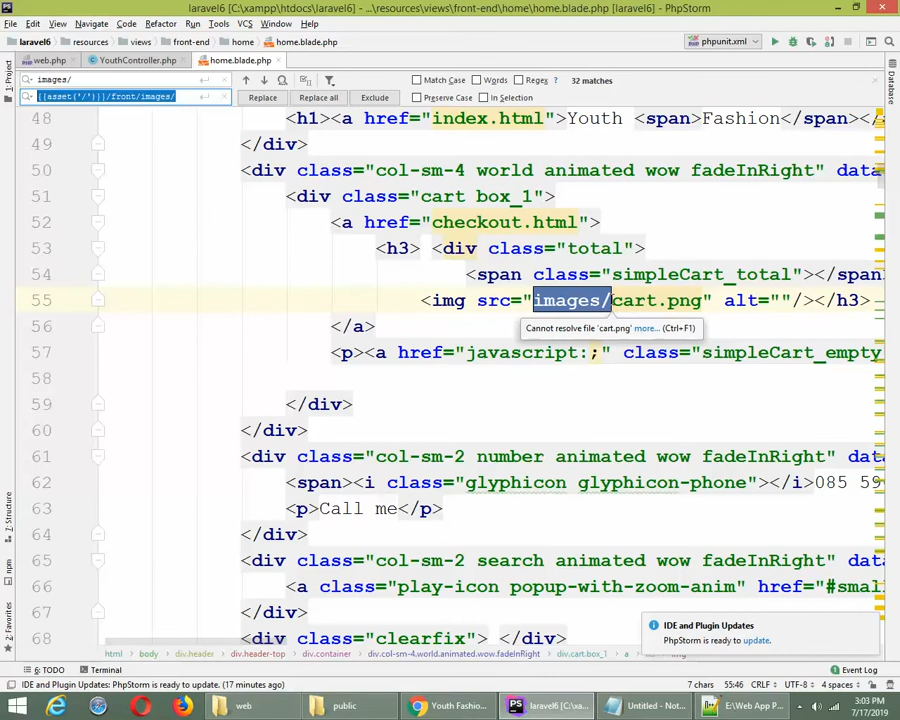 laravel6 [C:\xampp\htdocs\laravel6] - ...\resources\views\front-end\home\home.blade.php - PhpStorm
File Edit View Navigate Code Refactor Run Tools VCS Window Help
laravel6 resources views front-end home home.blade.php phpunit.xml
web.php YouthController.php home.blade.php
images/ Match Case Words Regex ? 32 matches
{{asset('/')}}/front/images/ Replace Replace all Exclude Preserve Case In Selection
1: Project
Database
48 <h1><a href="index.html">Youth <span>Fashion</span></
49 </div>
50 <div class="col-sm-4 world animated wow fadeInRight" data
51 <div class="cart box_1">
52 <a href="checkout.html">
53 <h3> <div class="total">
54 <span class="simpleCart_total"></span
55 <img src="images/cart.png" alt=""/></h3>
Cannot resolve file 'cart.png' more... (Ctrl+F1)
56 </a>
57 <p><a href="javascript:;" class="simpleCart_empty
58
59 </div>
60 </div>
61 <div class="col-sm-2 number animated wow fadeInRight" data
62 <span><i class="glyphicon glyphicon-phone"></i>085 59
63 <p>Call me</p>
64 </div>
65 <div class="col-sm-2 search animated wow fadeInRight" data
66 <a class="play-icon popup-with-zoom-anim" href="#smal
67 </div>
68 <div class="clearfix"> </div>
7: Structure
npm
2: Favorites
IDE and Plugin Updates
PhpStorm is ready to update.
html body div.header div.header-top div.container div.col-sm-4.world.animated.wow.fadeInRight div.cart.box_1 a h3 img
6: TODO Terminal Event Log
IDE and Plugin Updates: PhpStorm is ready to update. (17 minutes ago) 7 chars 55:46 CRLF UTF-8 4 spaces
web public Youth Fashio... laravel6 [C:\xa... Untitled - Not... E:\Web App P...
3:03 PM
7/17/2019